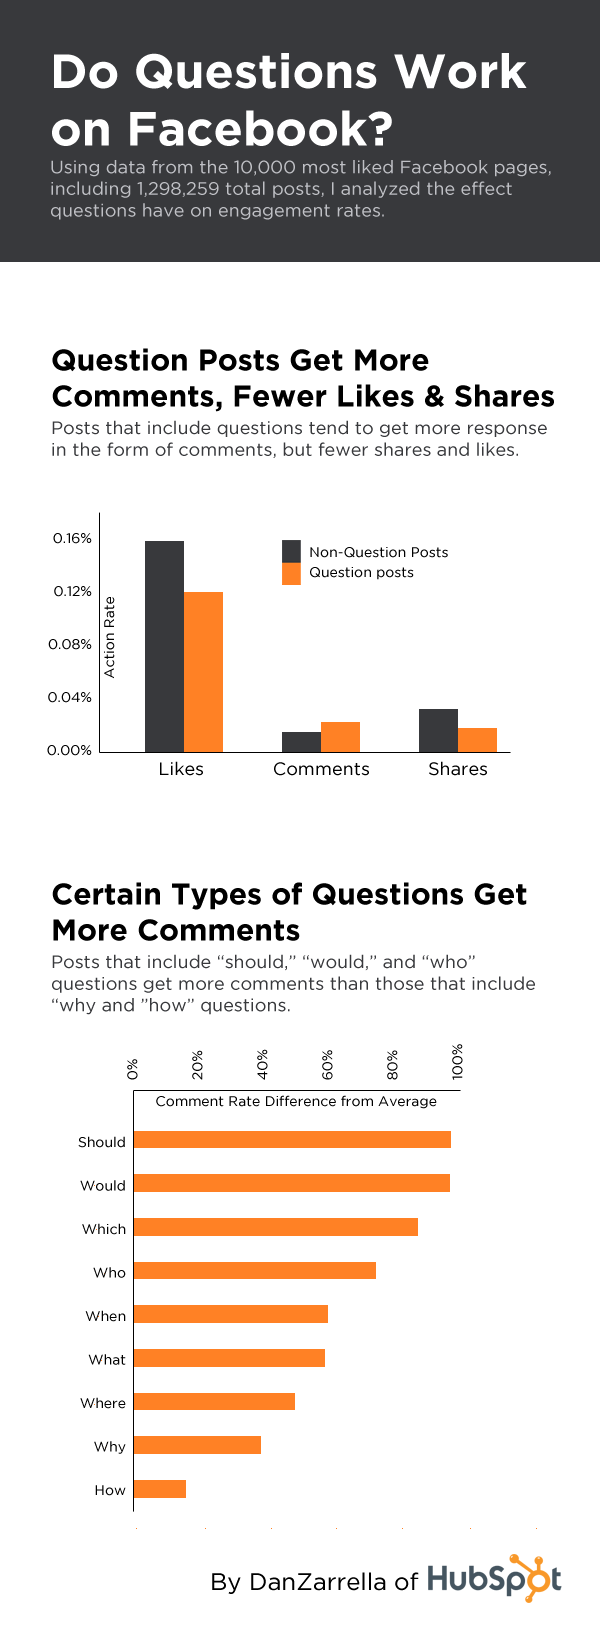 Do Questions Work
on Facebook?
Using data from the 10,000 most liked Facebook pages,
including 1,298,259 total posts, I analyzed the effect
questions have on engagement rates.
Question Posts Get More
Comments, Fewer Likes & Shares
Posts that include questions tend to get more response
in the form of comments, but fewer shares and likes.
0.16%
0.12%
0.08%
0.04%
0.00%
Action Rate
Non-Question Posts
Question posts
Likes
Comments
Shares
Certain Types of Questions Get
More Comments
Posts that include “should,” “would,” and “who”
questions get more comments than those that include
“why and ”how” questions.
0%
20%
40%
60%
80%
100%
Comment Rate Difference from Average
Should
Would
Which
Who
When
What
Where
Why
How
By DanZarrella of HubSpot